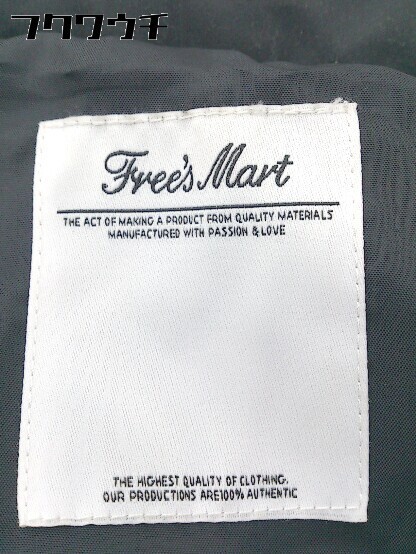 フクウクチ
Free's Mart
THE ACT OF MAKING A PRODUCT FROM QUALITY MATERIALS
MANUFACTURED WITH PASSION & LOVE
THE HIGHEST QUALITY OF CLOTHING.
OUR PRODUCTIONS ARE100% AUTHENTIC